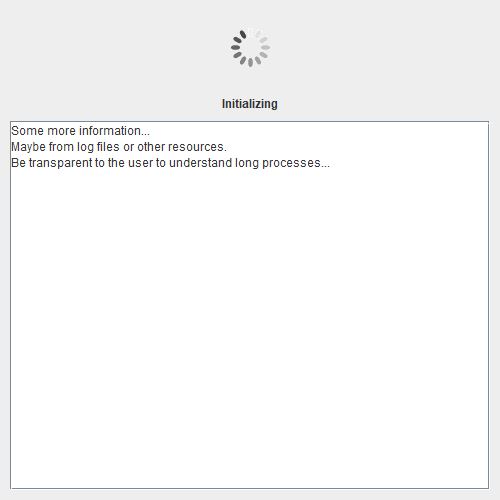 Initializing
Some more information...
Maybe from log files or other resources.
Be transparent to the user to understand long processes...